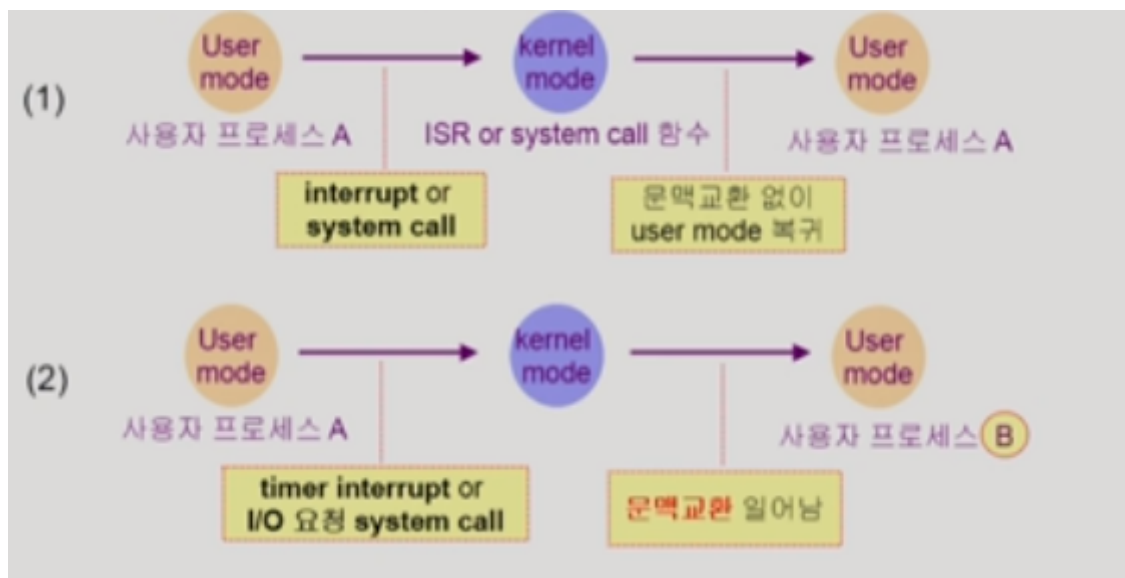 (1)
User
mode
kernel
mode
User
mode
사용자 프로세스 A
ISR or system call 함수
사용자 프로세스 A
interrupt or
system call
문맥교환 없이
user mode 복귀
(2)
User
mode
kernel
mode
User
mode
사용자 프로세스 A
사용자 프로세스 B
timer interrupt or
I/O 요청 system call
문맥교환 일어남